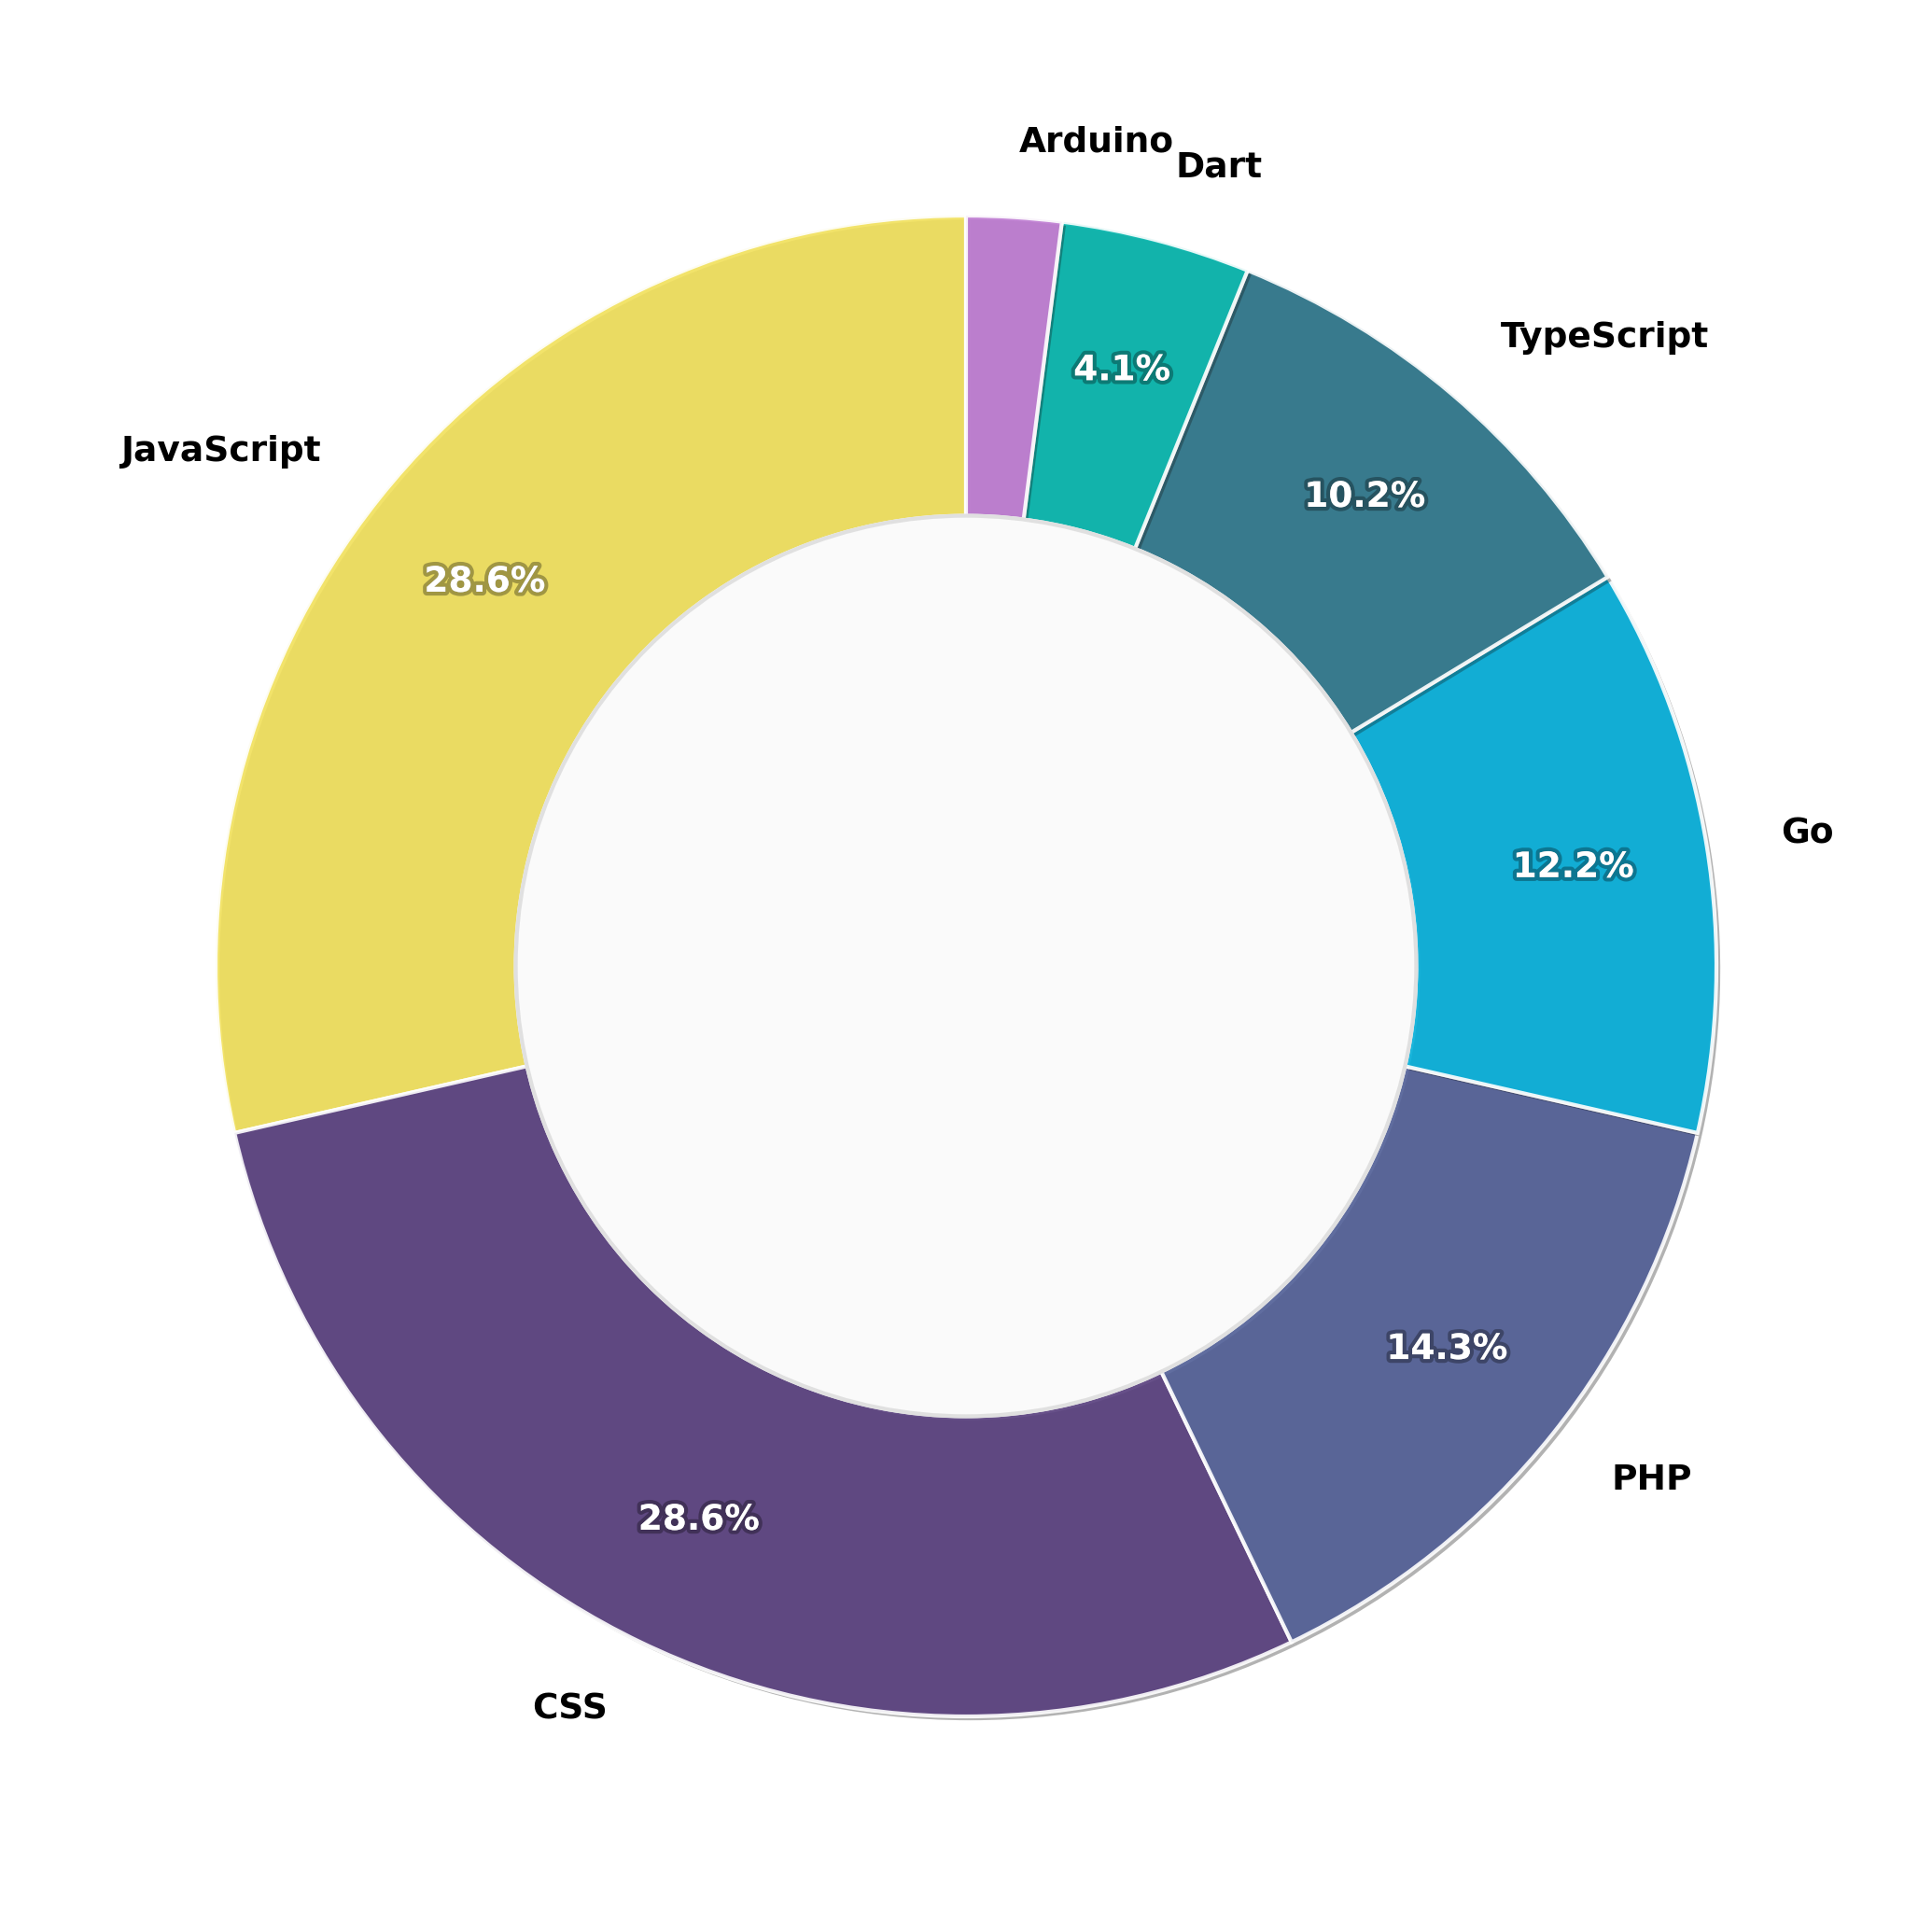 Arduino
Dart
TypeScript
4.1%
JavaScript
10.2%
28.6%
Go
12.2%
14.3%
PHP
28.6%
CSS